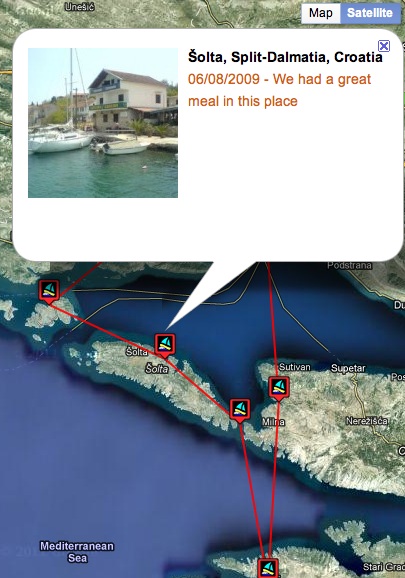 Unešić
Map
Satellite
Šolta, Split-Dalmatia, Croatia
06/08/2009 - We had a great
meal in this place
Podstrana
Šolta
Šolta
Sutivan
Supetar
Milna
Nerežišća
Mediterranean
Sea
Stari Grad